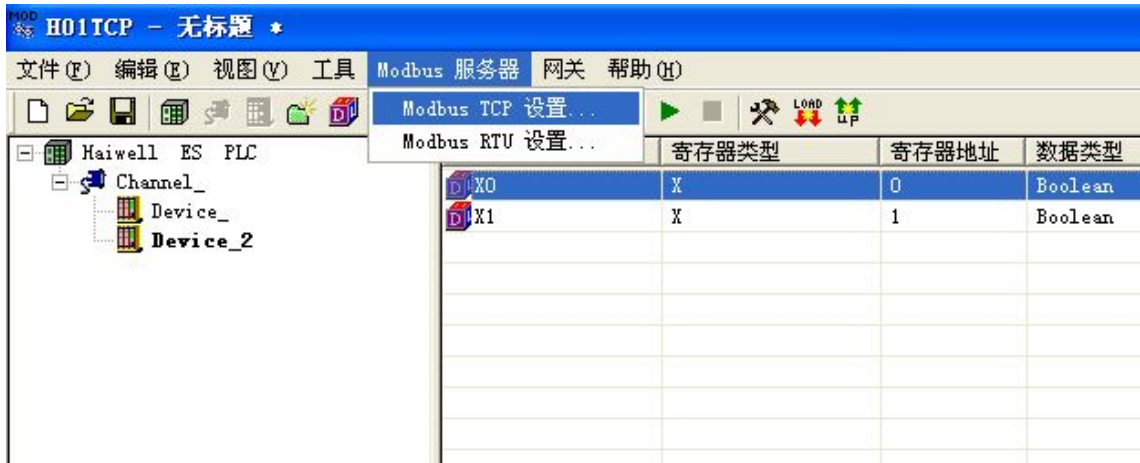 MOD
H01TCP - 无标题 *
文件(F) 编辑(E) 视图(V) 工具 Modbus 服务器 网关 帮助(H)
Modbus TCP 设置...
LOAD
UP
Modbus RTU 设置...
Haiwell ES PLC
寄存器类型 寄存器地址 数据类型
Channel_
D X0 X 0 Boolean
Device_
D X1 X 1 Boolean
Device_2